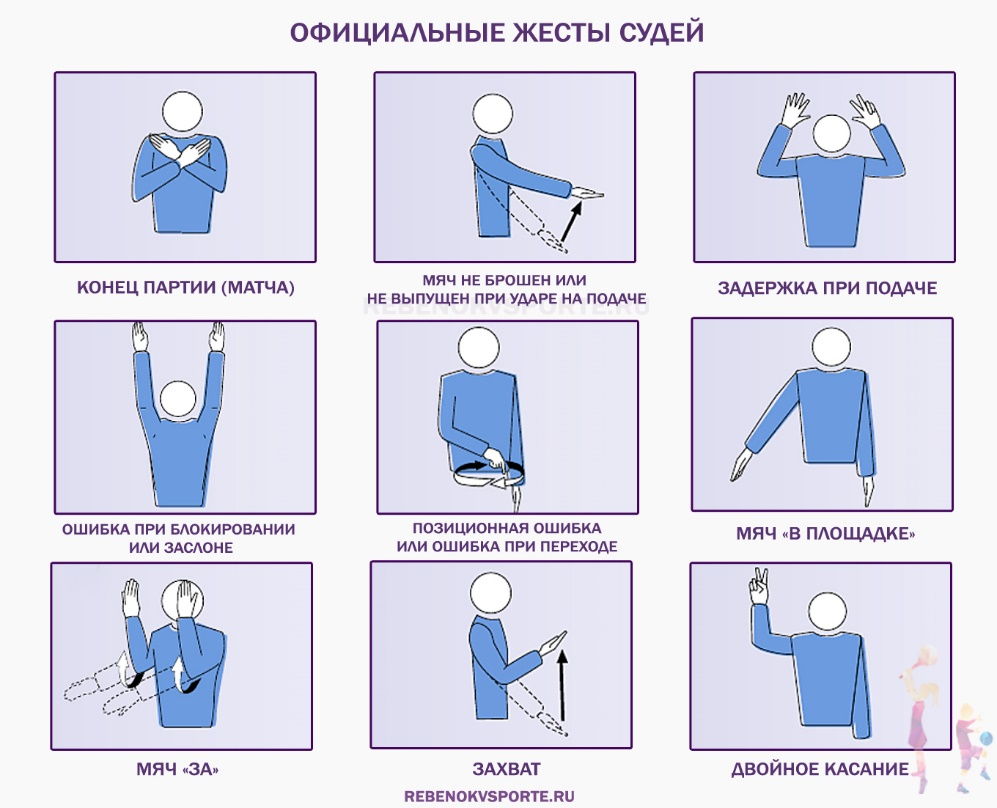 ОФИЦИАЛЬНЫЕ ЖЕСТЫ СУДЕЙ
КОНЕЦ ПАРТИИ (МАТЧА)
МЯЧ НЕ БРОШЕН ИЛИ
НЕ ВЫПУЩЕН ПРИ УДАРЕ НА ПОДАЧЕ
ЗАДЕРЖКА ПРИ ПОДАЧЕ
REBENOKVSPORTE.RU
ОШИБКА ПРИ БЛОКИРОВАНИИ
ИЛИ ЗАСЛОНЕ
ПОЗИЦИОННАЯ ОШИБКА
ИЛИ ОШИБКА ПРИ ПЕРЕХОДЕ
МЯЧ «В ПЛОЩАДКЕ»
МЯЧ «ЗА»
ЗАХВАТ
ДВОЙНОЕ КАСАНИЕ
REBENOKVSPORTE.RU